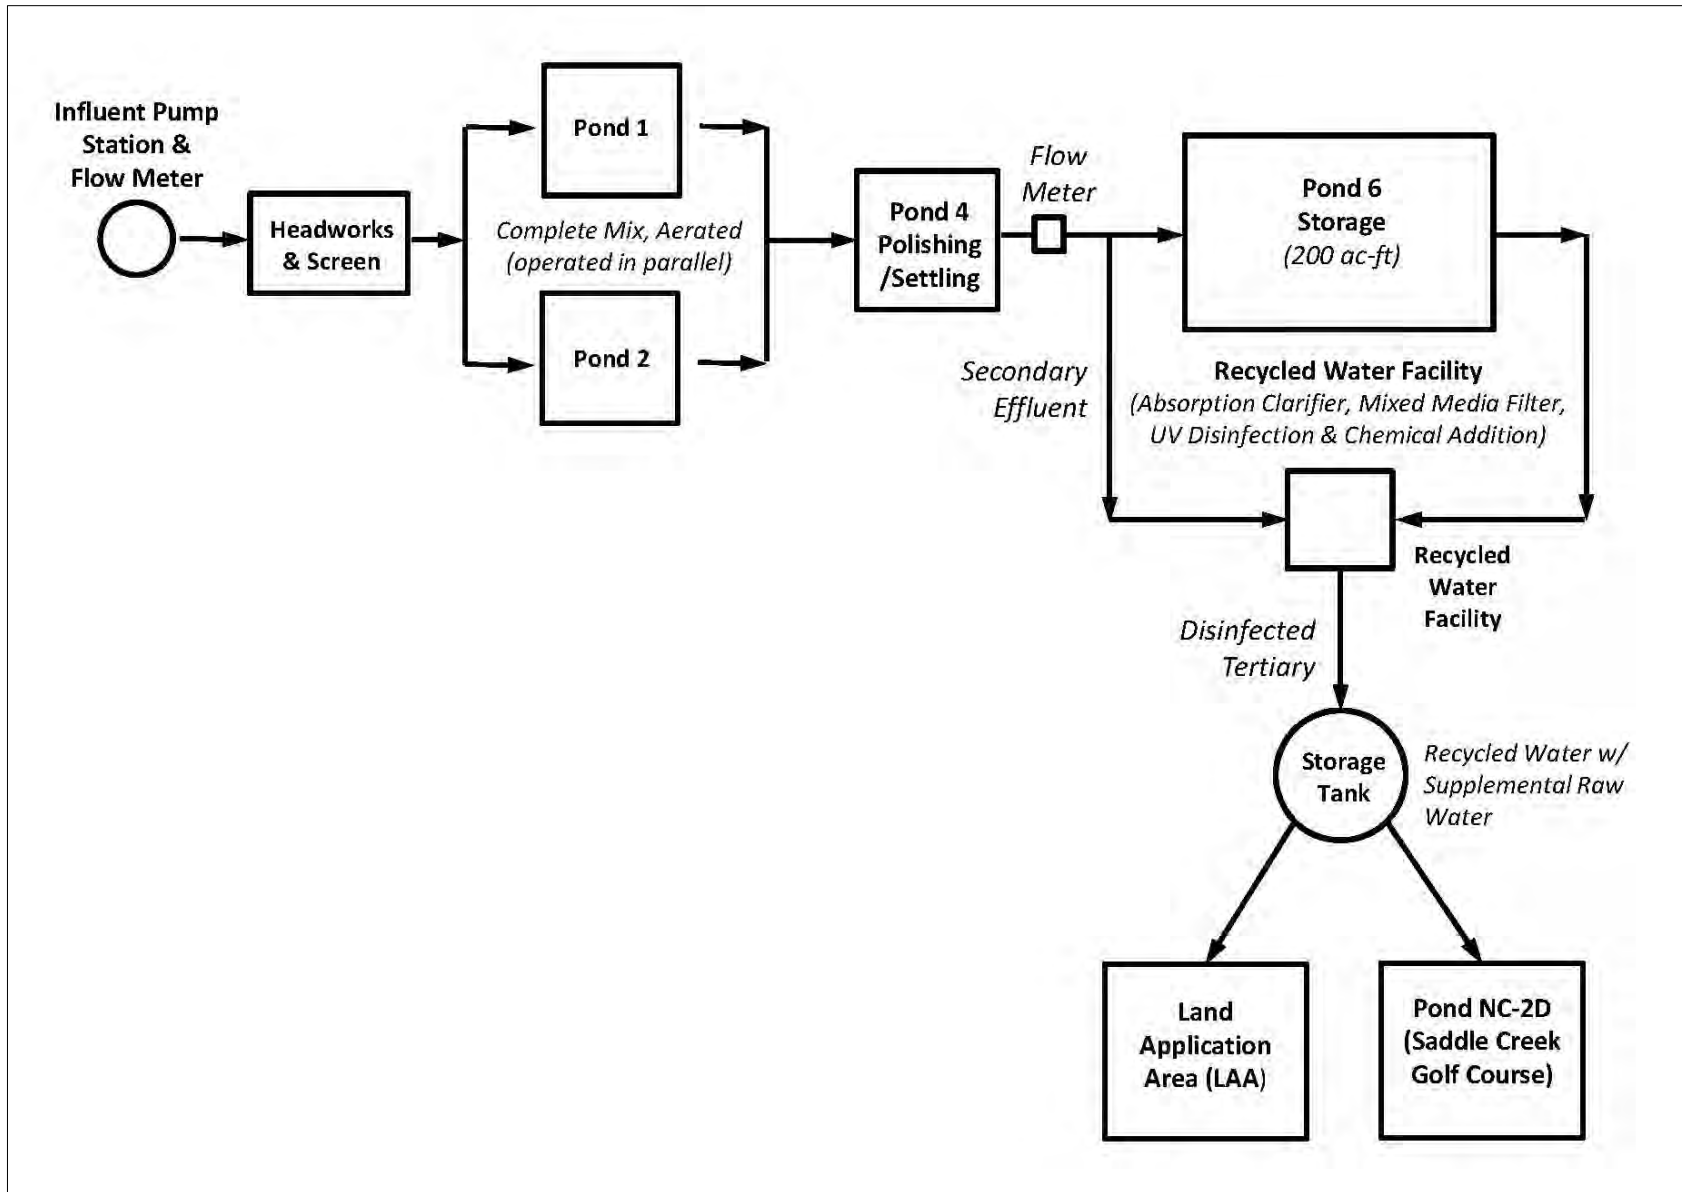 Influent Pump
Station &
Flow Meter
Headworks
& Screen
Pond 1
Complete Mix, Aerated
(operated in parallel)
Pond 2
Pond 4
Polishing
/Settling
Flow
Meter
Pond 6
Storage
(200 ac-ft)
Secondary
Effluent
Recycled Water Facility
(Absorption Clarifier, Mixed Media Filter,
UV Disinfection & Chemical Addition)
Recycled
Water
Facility
Disinfected
Tertiary
Storage
Tank
Recycled Water w/
Supplemental Raw
Water
Land
Application
Area (LAA)
Pond NC-2D
(Saddle Creek
Golf Course)